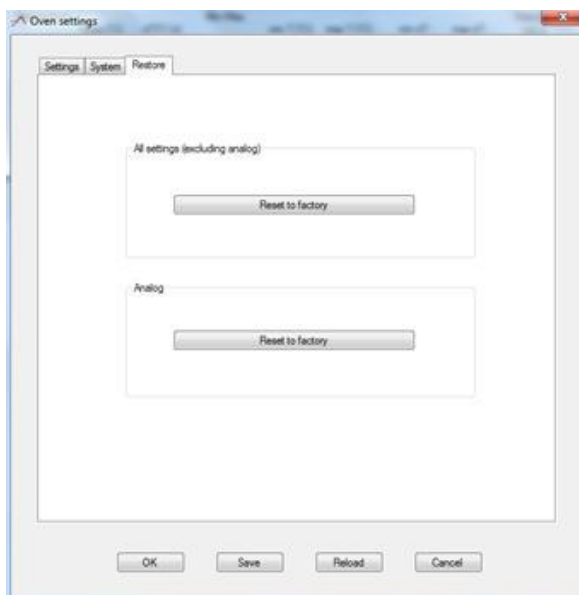 Oven settings
Settings System Restore
All settings (excluding analog)
Reset to factory
Analog
Reset to factory
OK Save Reload Cancel